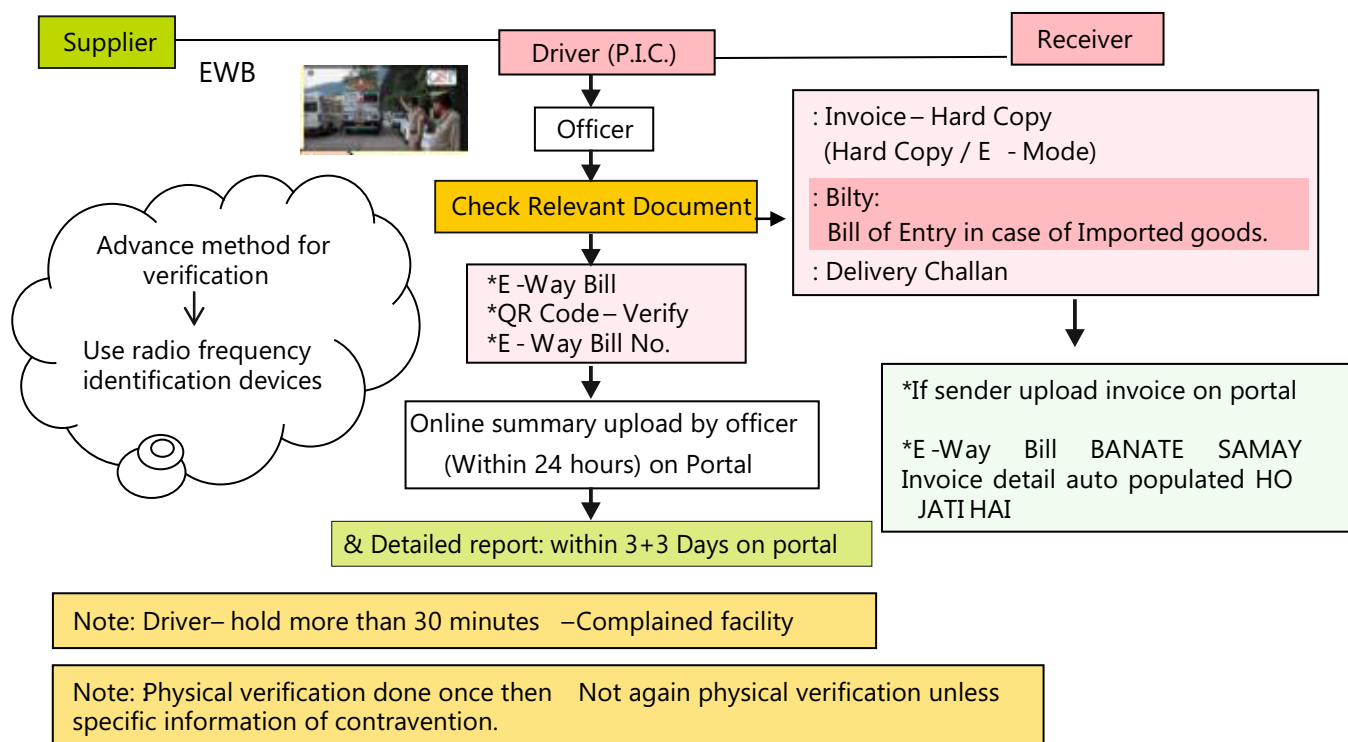 Supplier
EWB
Driver (P.I.C.)
Receiver
Officer
Check Relevant Document
: Invoice – Hard Copy
(Hard Copy / E - Mode)
: Bilty:
Bill of Entry in case of Imported goods.
: Delivery Challan
Advance method for
verification
Use radio frequency
identification devices
*E -Way Bill
*QR Code – Verify
*E - Way Bill No.
*If sender upload invoice on portal
*E -Way Bill BANATE SAMAY
Invoice detail auto populated HO
JATI HAI
Online summary upload by officer
(Within 24 hours) on Portal
& Detailed report: within 3+3 Days on portal
Note: Driver– hold more than 30 minutes –Complained facility
Note: Physical verification done once then Not again physical verification unless
specific information of contravention.